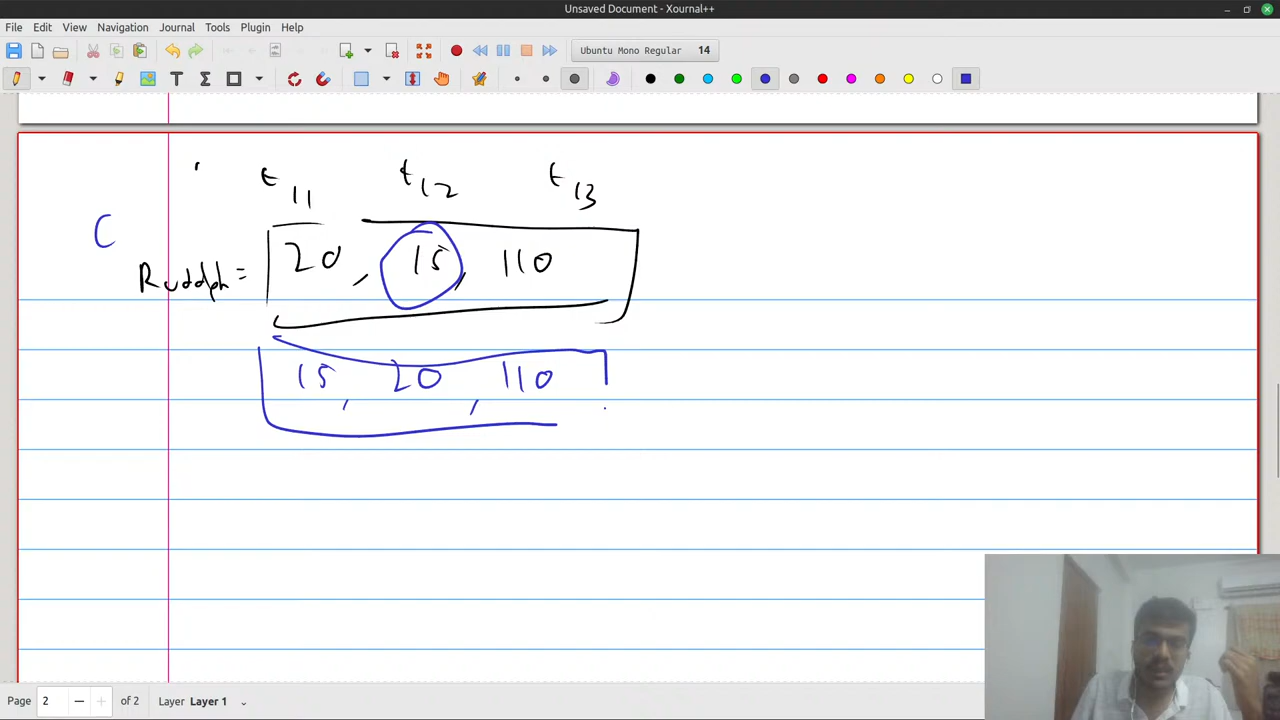 Unsaved Document - Xournal++
File Edit View Navigation Journal Tools Plugin Help
Ubuntu Mono Regular 14
t11 t12 t13
C
Rudolph = 20, 15, 110
15, 20, 110
Page 2 of 2 Layer Layer 1